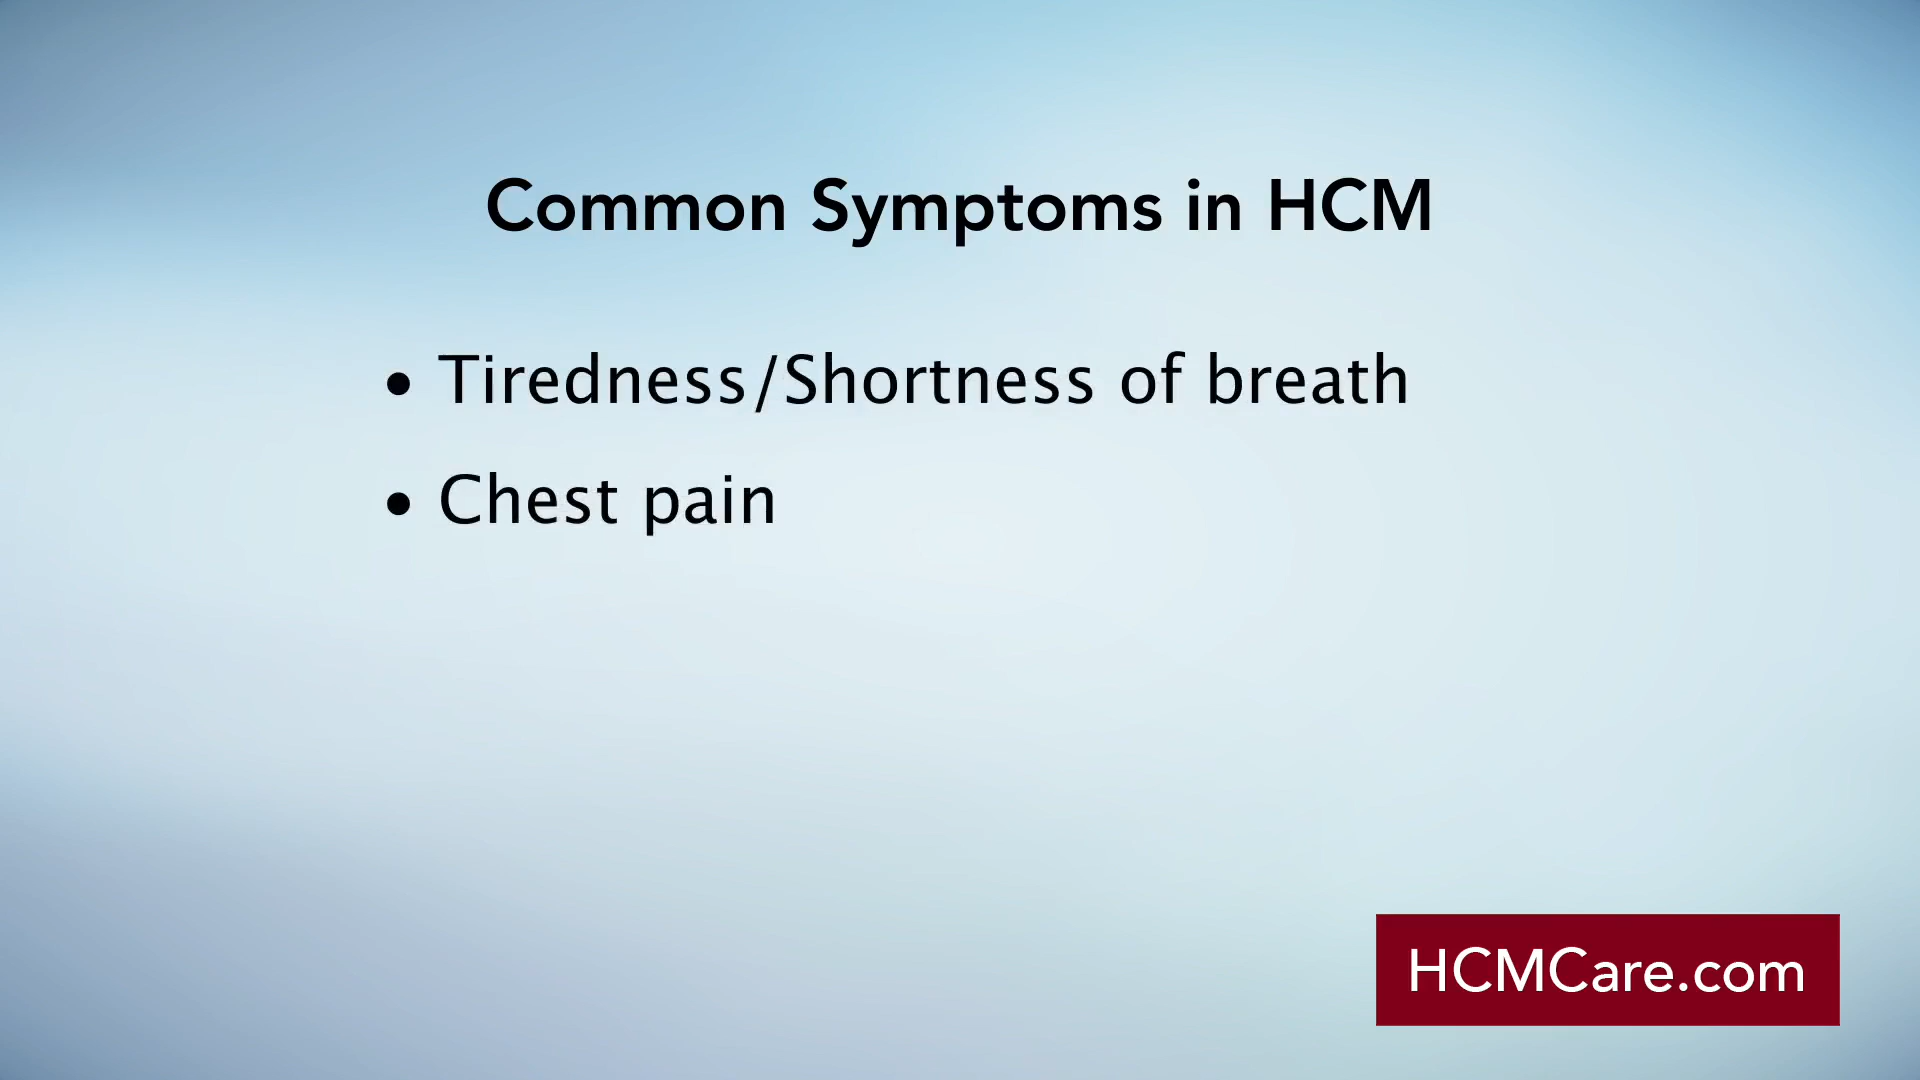 Common Symptoms in HCM
• Tiredness/Shortness of breath
• Chest pain
HCMCare.com